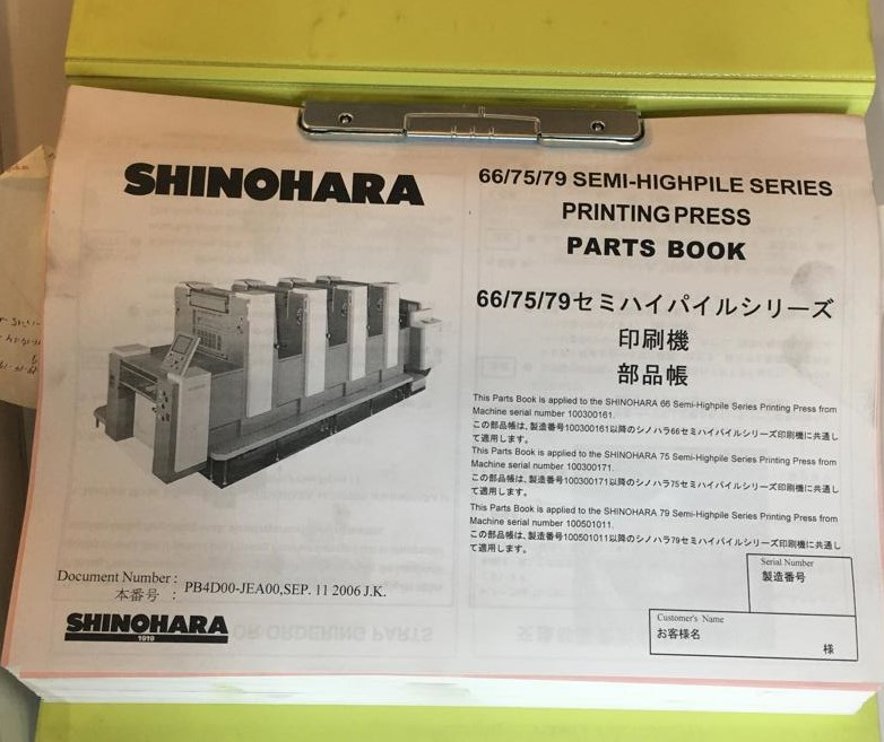 SHINOHARA
66/75/79 SEMI-HIGHPILE SERIES
PRINTING PRESS
PARTS BOOK
66/75/79セミハイパイルシリーズ
印刷機
部品帳
This Parts Book is applied to the SHINOHARA 66 Semi-Highpile Series Printing Press from
Machine serial number 100300161.
この部品帳は、製造番号100300161以降のシノハラ66セミハイパイルシリーズ印刷機に共通し
て適用します。
This Parts Book is applied to the SHINOHARA 75 Semi-Highpile Series Printing Press from
Machine serial number 100300171.
この部品帳は、製造番号100300171以降のシノハラ75セミハイパイルシリーズ印刷機に共通し
て適用します。
This Parts Book is applied to the SHINOHARA 79 Semi-Highpile Series Printing Press from
Machine serial number 100501011.
この部品帳は、製造番号100501011以降のシノハラ79セミハイパイルシリーズ印刷機に共通し
て適用します。
Document Number :
本番号 : PB4D00-JEA00,SEP. 11 2006 J.K.
SHINOHARA
1919
Serial Number
製造番号
Customer's Name
お客様名
様